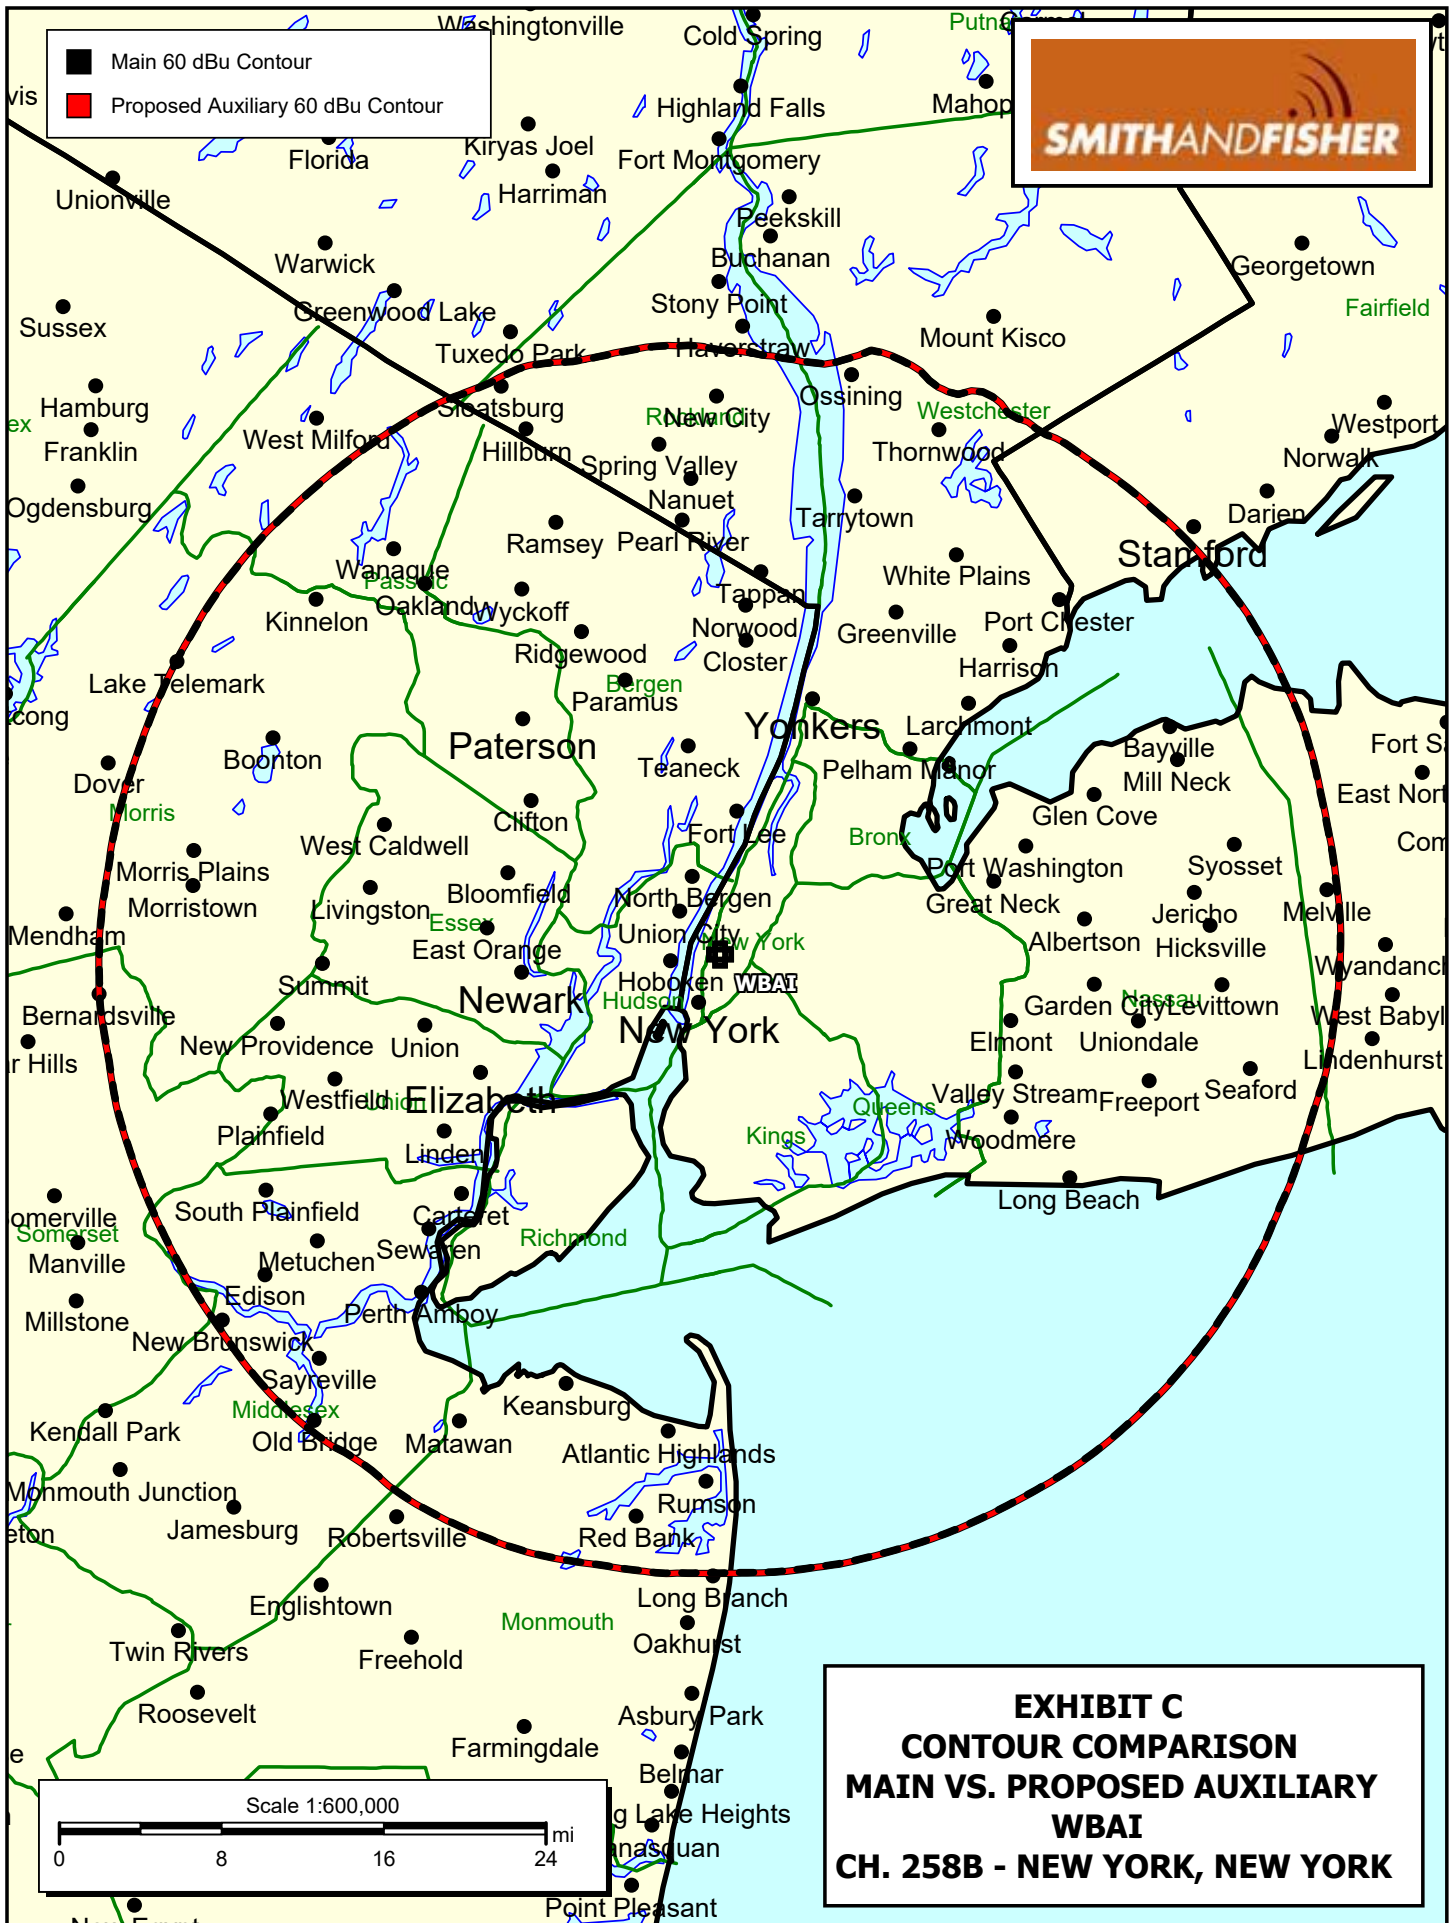 Washingtonville
Cold Spring
Main 60 dBu Contour
Proposed Auxiliary 60 dBu Contour
SMITHANDFISHER
Highland Falls
Florida
Kiryas Joel
Fort Montgomery
Harriman
Unionville
Peekskill
Buchanan
Warwick
Georgetown
Greenwood Lake
Stony Point
Fairfield
Sussex
Mount Kisco
Tuxedo Park
Haverstraw
Hamburg
Sloatsburg
Rockland
New City
Ossining
Westchester
Westport
West Milford
Franklin
Hillburn
Spring Valley
Thornwood
Norwalk
Ogdensburg
Nanuet
Tarrytown
Darien
Ramsey
Pearl River
Stamford
Wanaque
Passaic
White Plains
Oakland
Wyckoff
Tappan
Kinnelon
Norwood
Greenville
Port Chester
Ridgewood
Closter
Harrison
Lake Telemark
Bergen
Paramus
cong
Yonkers
Larchmont
Paterson
Boonton
Teaneck
Pelham Manor
Bayville
Dover
Mill Neck
Morris
Clifton
Fort Lee
Bronx
Glen Cove
West Caldwell
Morris Plains
Port Washington
Syosset
Bloomfield
North Bergen
Morristown
Livingston
Great Neck
Jericho
Melville
Essex
Mendham
East Orange
Union City
New York
Albertson
Hicksville
Summit
Hoboken
WBAI
Newark
Hudson
Garden City
Nassau
Levittown
Bernardsville
New York
New Providence
Union
Elmont
Uniondale
Lindenhurst
Westfield
Union
Elizabeth
Valley Stream
Freeport
Seaford
Queens
Plainfield
Kings
Linden
Woodmere
South Plainfield
Carteret
Long Beach
Somerset
Richmond
Manville
Metuchen
Sewaren
Edison
Millstone
Perth Amboy
New Brunswick
Sayreville
Keansburg
Middlesex
Kendall Park
Old Bridge
Matawan
Atlantic Highlands
Monmouth Junction
Rumson
Jamesburg
Robertsville
Red Bank
Englishtown
Long Branch
Monmouth
Twin Rivers
Freehold
Oakhurst
Roosevelt
Asbury Park
Farmingdale
Belmar
g Lake Heights
anasquan
Point Pleasant
Scale 1:600,000
mi
0 8 16 24
EXHIBIT C
CONTOUR COMPARISON
MAIN VS. PROPOSED AUXILIARY
WBAI
CH. 258B - NEW YORK, NEW YORK